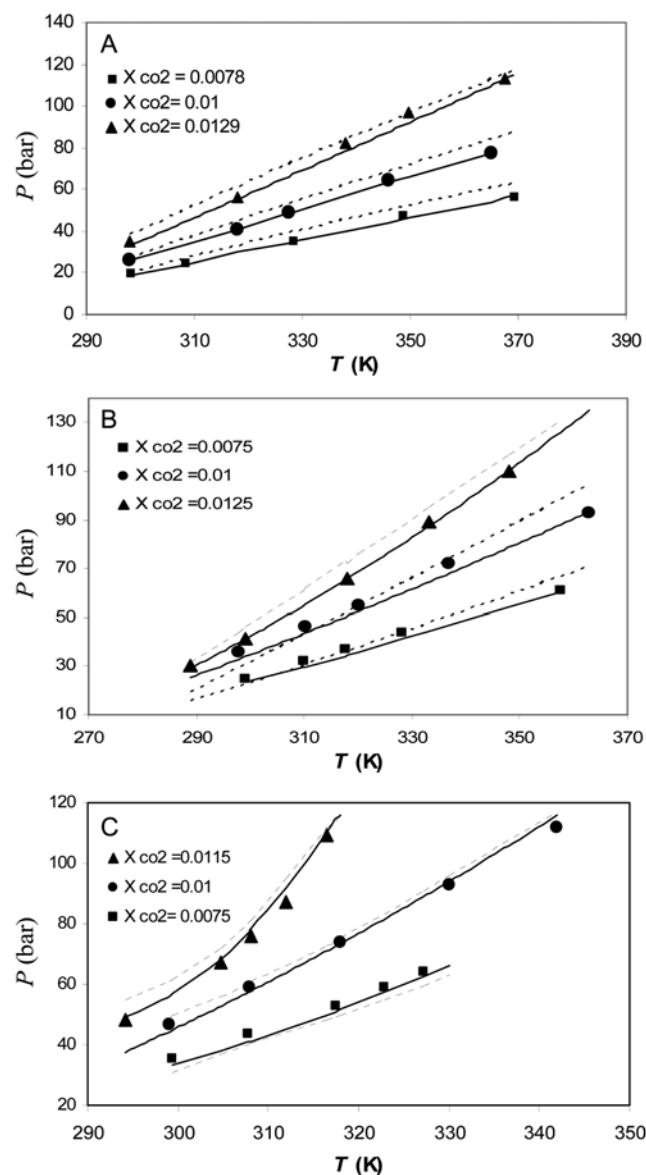 A
X co2 = 0.0078
X co2 = 0.01
X co2 = 0.0129
P (bar)
140
120
100
80
60
40
20
0
290 310 330 350 370 390
T (K)
B
X co2 =0.0075
X co2 =0.01
X co2 =0.0125
P (bar)
130
110
90
70
50
30
10
270 290 310 330 350 370
T (K)
C
X co2 =0.0115
X co2 =0.01
X co2= 0.0075
P (bar)
120
100
80
60
40
20
290 300 310 320 330 340 350
T (K)